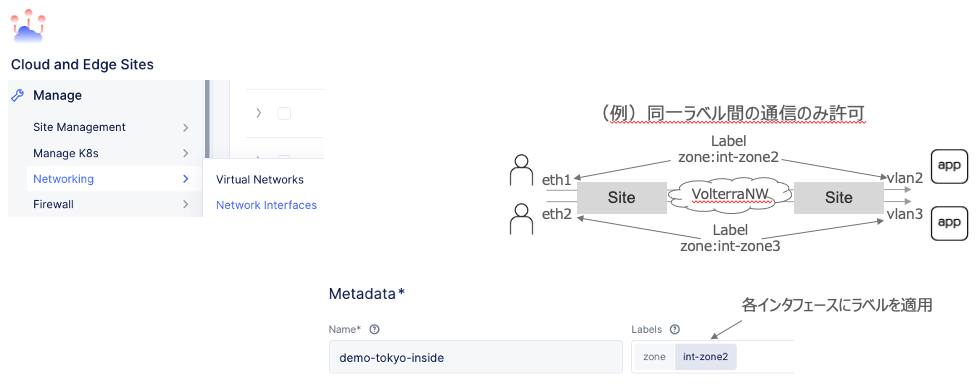 Cloud and Edge Sites
Manage
Site Management
Manage K8s
Networking
Firewall
Virtual Networks
Network Interfaces
（例）同一ラベル間の通信のみ許可
Label
zone:int-zone2
eth1
eth2
Site
VolterraNW
Site
vlan2
vlan3
app
app
Label
zone:int-zone3
Metadata*
各インタフェースにラベルを適用
Name*
Labels
demo-tokyo-inside
zone int-zone2